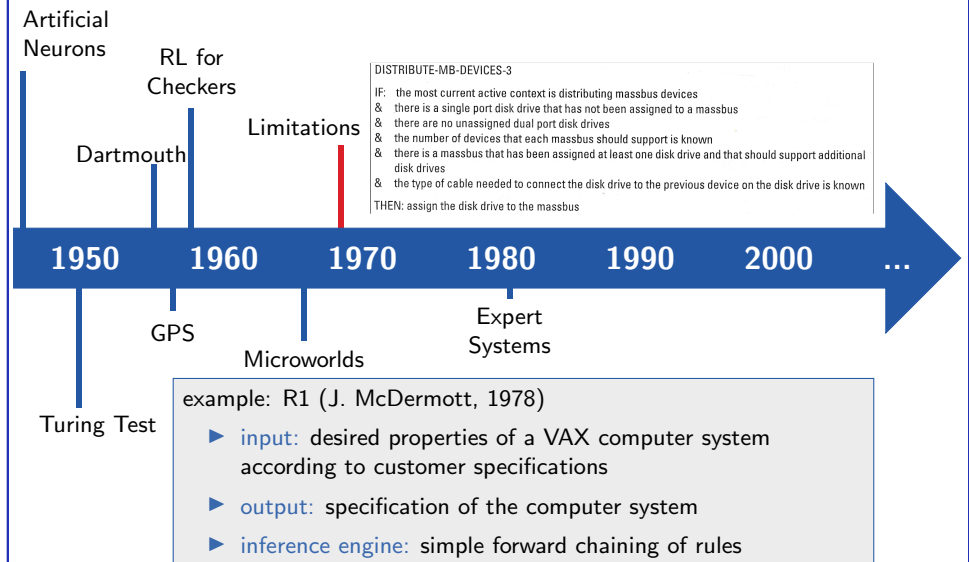 Artificial
Neurons
RL for
Checkers
Dartmouth
Limitations
DISTRIBUTE-MB-DEVICES-3
IF: the most current active context is distributing massbus devices
& there is a single port disk drive that has not been assigned to a massbus
& there are no unassigned dual port disk drives
& the number of devices that each massbus should support is known
& there is a massbus that has been assigned at least one disk drive and that should support additional
disk drives
& the type of cable needed to connect the disk drive to the previous device on the disk drive is known
THEN: assign the disk drive to the massbus
1950 1960 1970 1980 1990 2000 ...
GPS
Microworlds
Expert
Systems
Turing Test
example: R1 (J. McDermott, 1978)
▶ input: desired properties of a VAX computer system
according to customer specifications
▶ output: specification of the computer system
▶ inference engine: simple forward chaining of rules